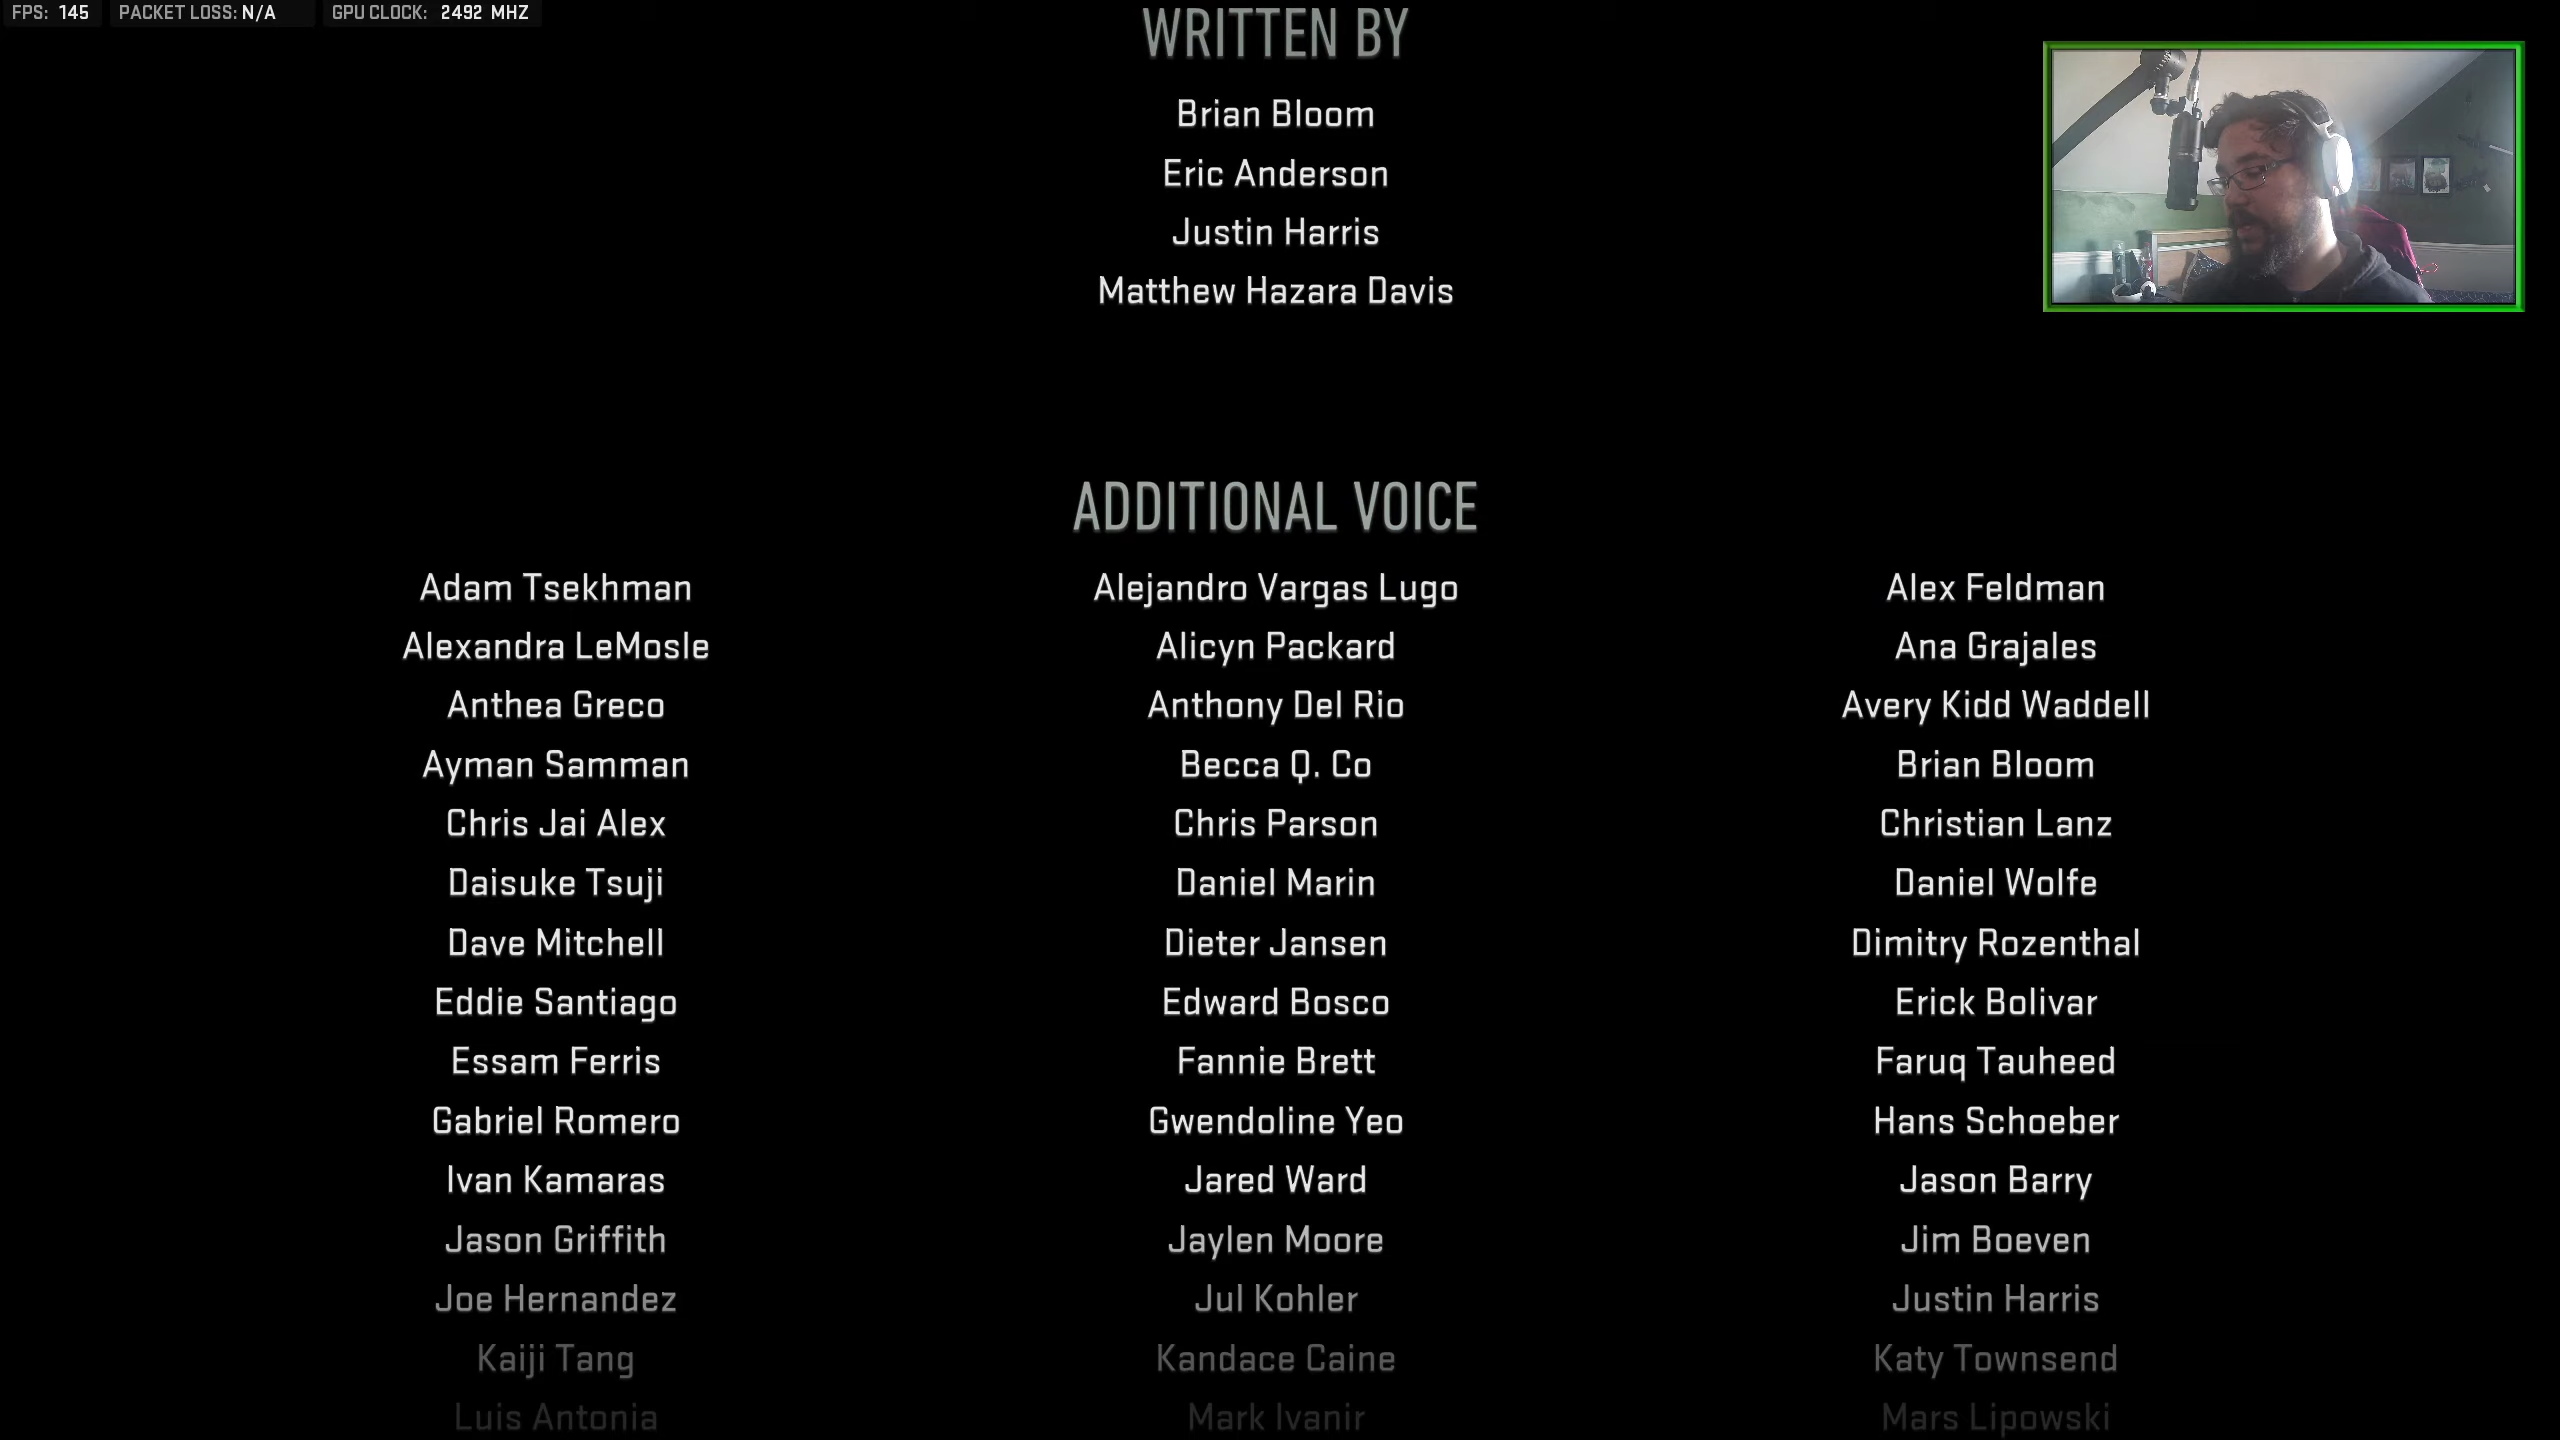 FPS: 145 PACKET LOSS: N/A GPU CLOCK: 2492 MHZ
WRITTEN BY
Brian Bloom
Eric Anderson
Justin Harris
Matthew Hazara Davis
ADDITIONAL VOICE
Adam Tsekhman Alejandro Vargas Lugo Alex Feldman
Alexandra LeMosle Alicyn Packard Ana Grajales
Anthea Greco Anthony Del Rio Avery Kidd Waddell
Ayman Samman Becca Q. Co Brian Bloom
Chris Jai Alex Chris Parson Christian Lanz
Daisuke Tsuji Daniel Marin Daniel Wolfe
Dave Mitchell Dieter Jansen Dimitry Rozenthal
Eddie Santiago Edward Bosco Erick Bolivar
Essam Ferris Fannie Brett Faruq Tauheed
Gabriel Romero Gwendoline Yeo Hans Schoeber
Ivan Kamaras Jared Ward Jason Barry
Jason Griffith Jaylen Moore Jim Boeven
Joe Hernandez Jul Kohler Justin Harris
Kaiji Tang Kandace Caine Katy Townsend
Luis Antonia Mark Ivanir Mars Lipowski